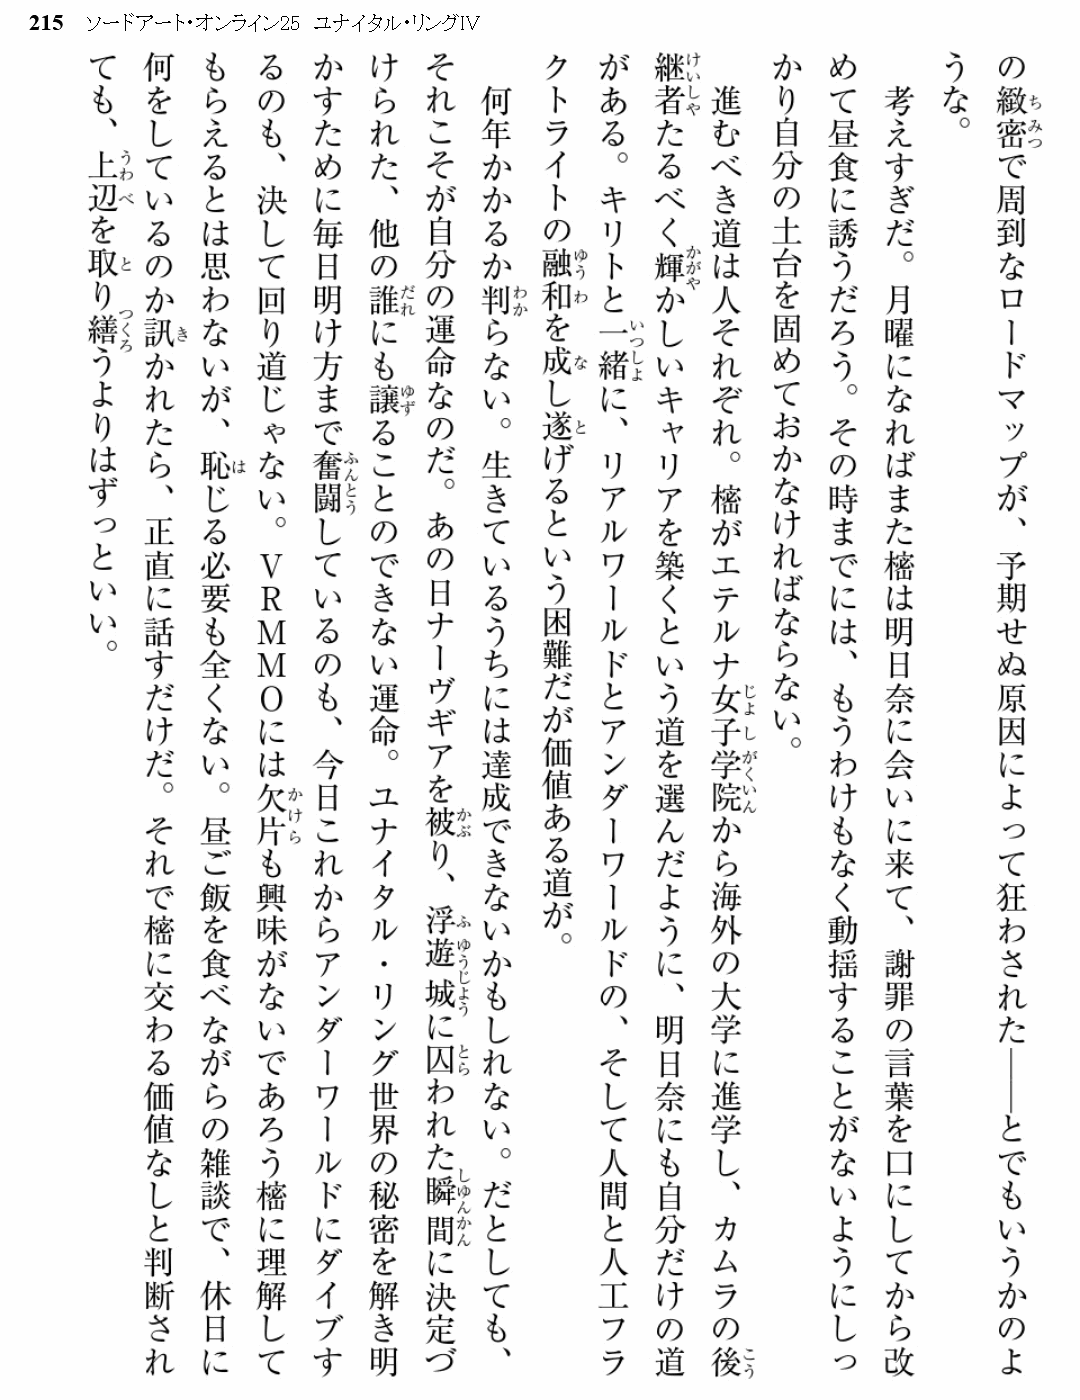 215 ソードアート・オンライン25 ユナイタル・リングⅣ
の緻密で周到なロードマップが、予期せぬ原因によって狂わされた――とでもいうかのよ
うな。
考えすぎだ。月曜になればまた樒は明日奈に会いに来て、謝罪の言葉を口にしてから改
めて昼食に誘うだろう。その時までには、もうわけもなく動揺することがないようにしっ
かり自分の土台を固めておかなければならない。
進むべき道は人それぞれ。樒がエテルナ女子学院から海外の大学に進学し、カムラの後
継者たるべく輝かしいキャリアを築くという道を選んだように、明日奈にも自分だけの道
がある。キリトと一緒に、リアルワールドとアンダーワールドの、そして人間と人工フラ
クトライトの融和を成し遂げるという困難だが価値ある道が。
何年かかるか判らない。生きているうちには達成できないかもしれない。だとしても、
それこそが自分の運命なのだ。あの日ナーヴギアを被り、浮遊城に囚われた瞬間に決定づ
けられた、他の誰にも譲ることのできない運命。ユナイタル・リング世界の秘密を解き明
かすために毎日明け方まで奮闘しているのも、今日これからアンダーワールドにダイブす
るのも、決して回り道じゃない。ＶＲＭＭＯには欠片も興味がないであろう樒に理解して
もらえるとは思わないが、恥じる必要も全くない。昼ご飯を食べながらの雑談で、休日に
何をしているのか訊かれたら、正直に話すだけだ。それで樒に交わる価値なしと判断され
ても、上辺を取り繕うよりはずっといい。